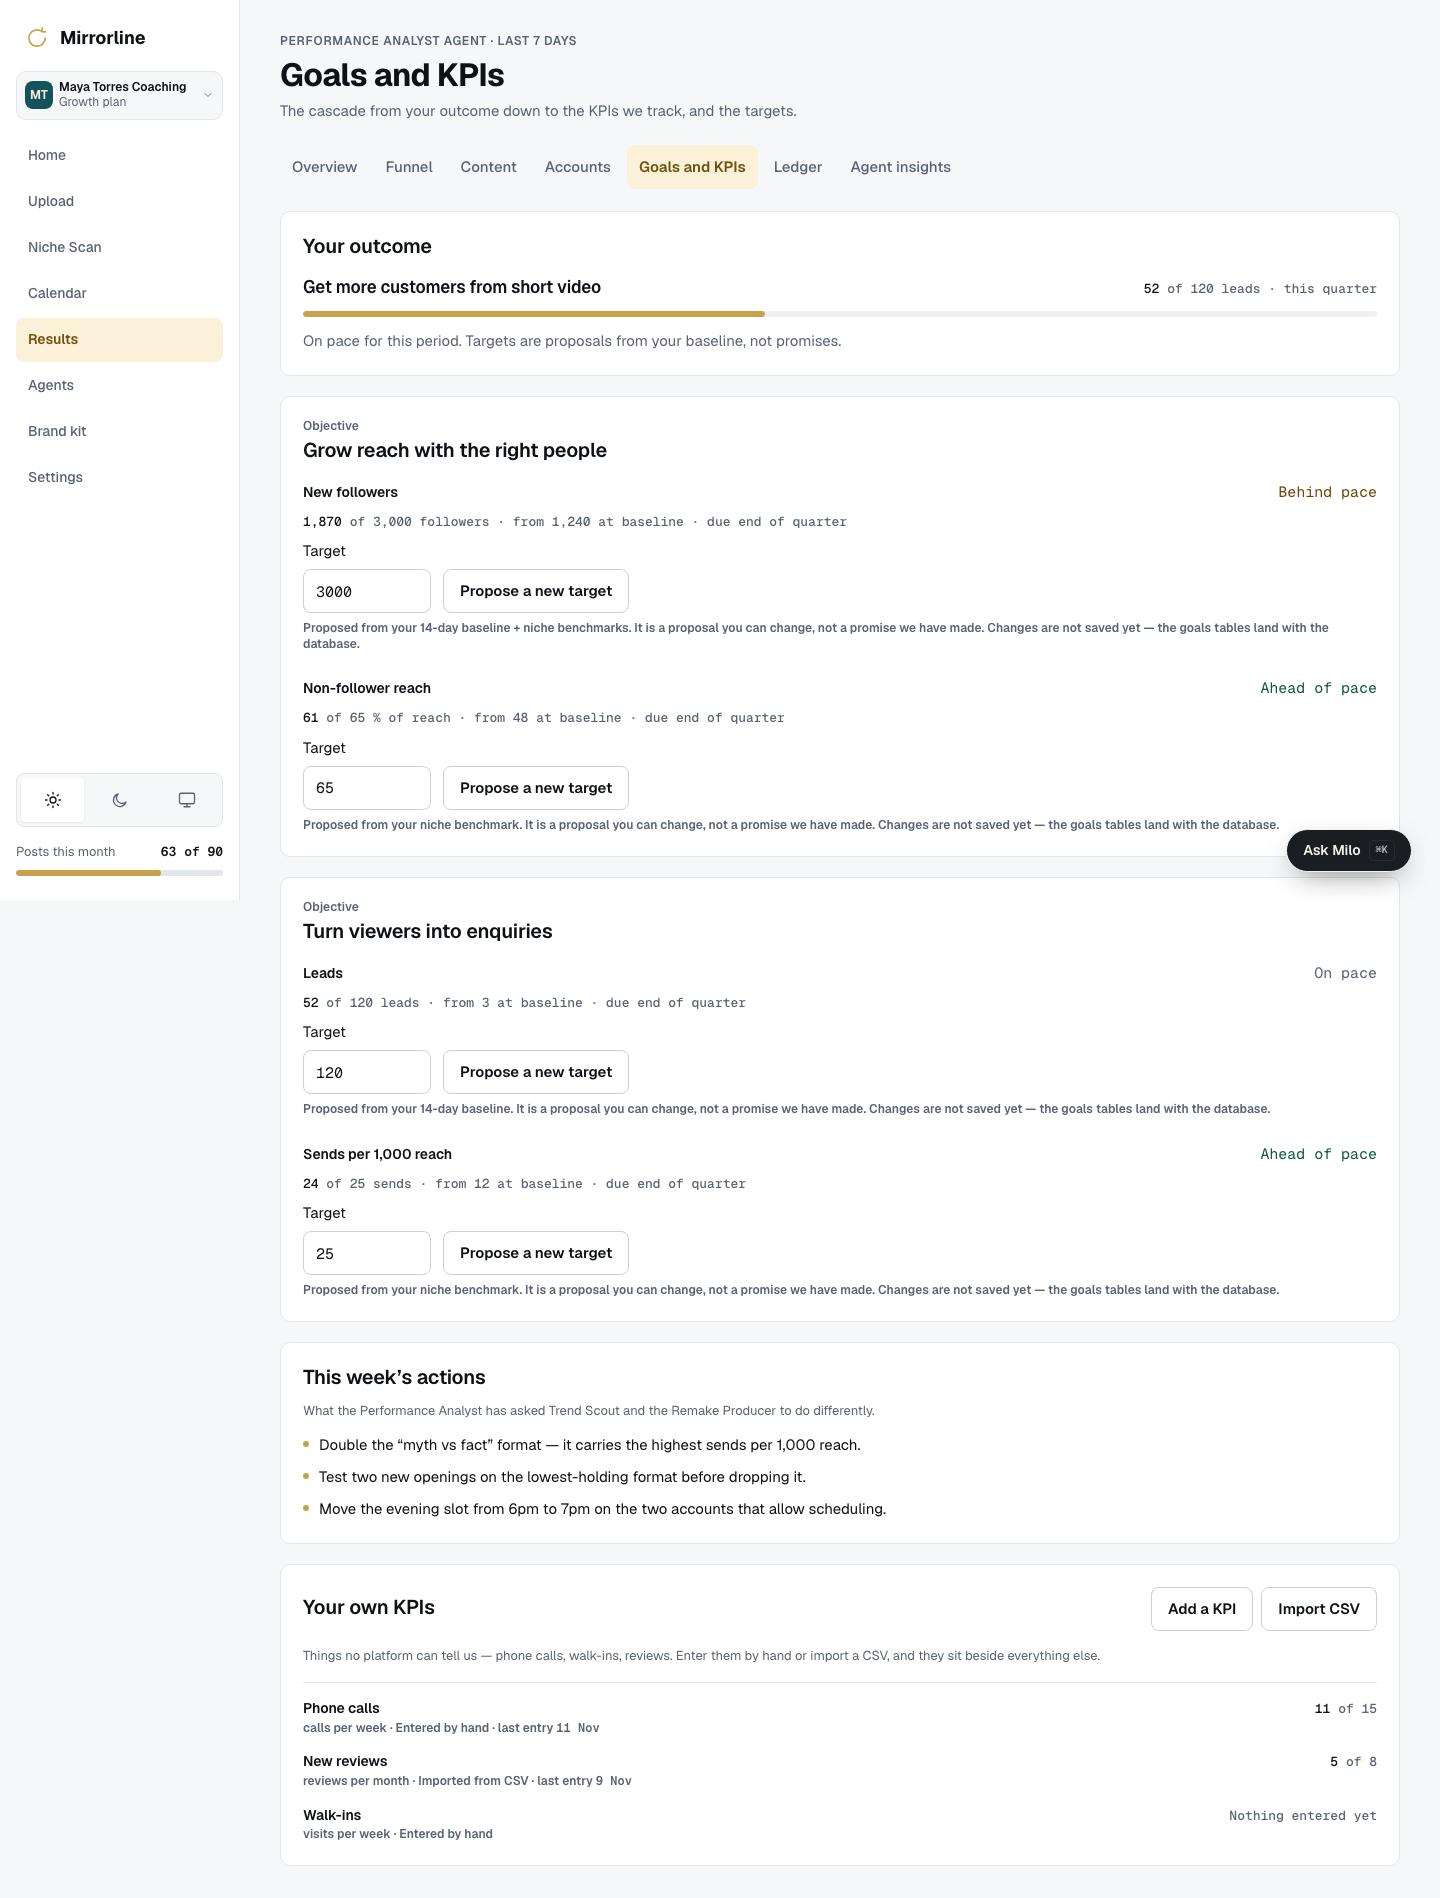 Mirrorline
MT
Maya Torres Coaching
Growth plan
Home
Upload
Niche Scan
Calendar
Results
Agents
Brand kit
Settings
Posts this month
63 of 90
PERFORMANCE ANALYST AGENT · LAST 7 DAYS
Goals and KPIs
The cascade from your outcome down to the KPIs we track, and the targets.
Overview
Funnel
Content
Accounts
Goals and KPIs
Ledger
Agent insights
Your outcome
Get more customers from short video
52 of 120 leads · this quarter
On pace for this period. Targets are proposals from your baseline, not promises.
Objective
Grow reach with the right people
New followers
Behind pace
1,870 of 3,000 followers · from 1,240 at baseline · due end of quarter
Target
3000
Propose a new target
Proposed from your 14-day baseline + niche benchmarks. It is a proposal you can change, not a promise we have made. Changes are not saved yet — the goals tables land with the
database.
Non-follower reach
Ahead of pace
61 of 65 % of reach · from 48 at baseline · due end of quarter
Target
65
Propose a new target
Proposed from your niche benchmark. It is a proposal you can change, not a promise we have made. Changes are not saved yet — the goals tables land with the database.
Ask Milo ⌘K
Objective
Turn viewers into enquiries
Leads
On pace
52 of 120 leads · from 3 at baseline · due end of quarter
Target
120
Propose a new target
Proposed from your 14-day baseline. It is a proposal you can change, not a promise we have made. Changes are not saved yet — the goals tables land with the database.
Sends per 1,000 reach
Ahead of pace
24 of 25 sends · from 12 at baseline · due end of quarter
Target
25
Propose a new target
Proposed from your niche benchmark. It is a proposal you can change, not a promise we have made. Changes are not saved yet — the goals tables land with the database.
This week’s actions
What the Performance Analyst has asked Trend Scout and the Remake Producer to do differently.
Double the “myth vs fact” format — it carries the highest sends per 1,000 reach.
Test two new openings on the lowest-holding format before dropping it.
Move the evening slot from 6pm to 7pm on the two accounts that allow scheduling.
Your own KPIs
Add a KPI
Import CSV
Things no platform can tell us — phone calls, walk-ins, reviews. Enter them by hand or import a CSV, and they sit beside everything else.
Phone calls
11 of 15
calls per week · Entered by hand · last entry 11 Nov
New reviews
5 of 8
reviews per month · Imported from CSV · last entry 9 Nov
Walk-ins
Nothing entered yet
visits per week · Entered by hand